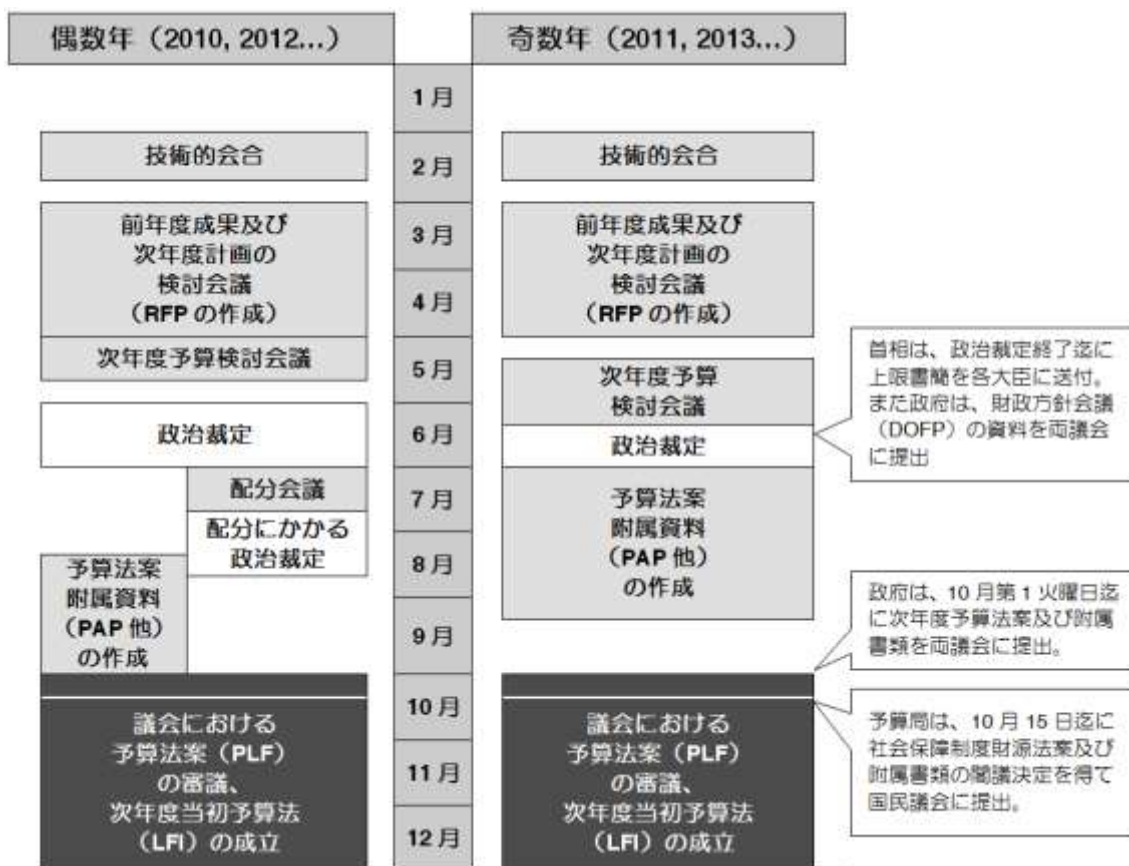 偶数年（2010, 2012...）
奇数年（2011, 2013...）
1 月
2 月
3 月
4 月
5 月
6 月
7 月
8 月
9 月
10 月
11 月
12 月
技術的会合
前年度成果及び
次年度計画の
検討会議
（RFP の作成）
次年度予算検討会議
政治裁定
配分会議
配分にかかる
政治裁定
予算法案
附属資料
（PAP 他）
の作成
議会における
予算法案（PLF）
の審議、
次年度当初予算法
（LFI）の成立
技術的会合
前年度成果及び
次年度計画の
検討会議
（RFP の作成）
次年度予算
検討会議
政治裁定
予算法案
附属資料
（PAP 他）
の作成
議会における
予算法案（PLF）
の審議、
次年度当初予算法
（LFI）の成立
首相は、政治裁定終了迄に
上限書簡を各大臣に送付。
また政府は、財政方針会議
（DOFP）の資料を両議会
に提出
政府は、10 月第 1 火曜日迄
に次年度予算法案及び附属
書類を両議会に提出。
予算局は、10 月 15 日迄に
社会保障制度財源法案及び
附属書類の閣議決定を得て
国民議会に提出。